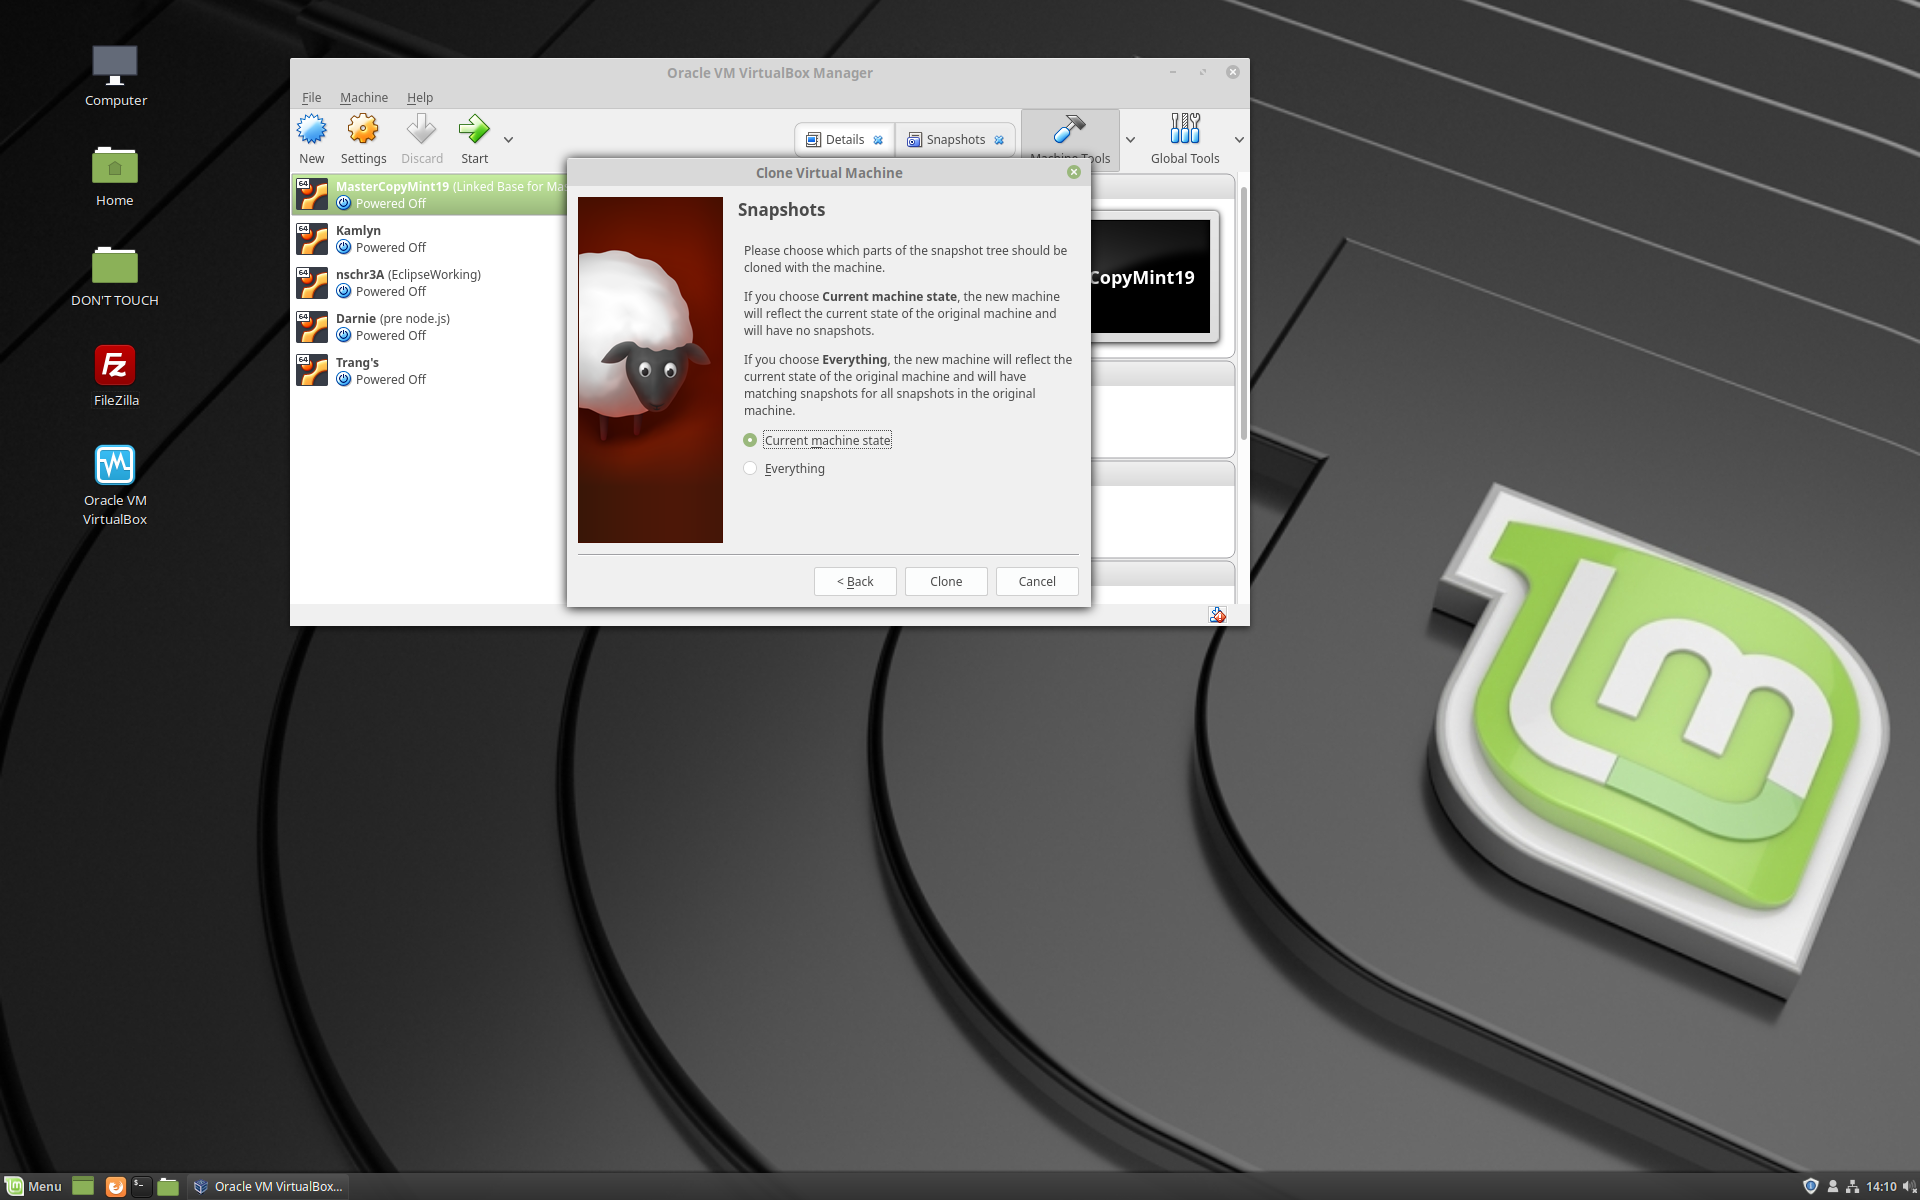 Computer
Home
DON'T TOUCH
FileZilla
Oracle VM
VirtualBox
Oracle VM VirtualBox Manager
File Machine Help
New Settings Discard Start
Details Snapshots
Machine Tools Global Tools
MasterCopyMint19 (Linked Base for Mas
Powered Off
Kamlyn
Powered Off
nschr3A (EclipseWorking)
Powered Off
Darnie (pre node.js)
Powered Off
Trang's
Powered Off
64
64
64
64
64
CopyMint19
Clone Virtual Machine
Snapshots
Please choose which parts of the snapshot tree should be
cloned with the machine.
If you choose Current machine state, the new machine
will reflect the current state of the original machine and
will have no snapshots.
If you choose Everything, the new machine will reflect the
current state of the original machine and will have
matching snapshots for all snapshots in the original
machine.
Current machine state
Everything
< Back Clone Cancel
Menu
Oracle VM VirtualBox...
14:10